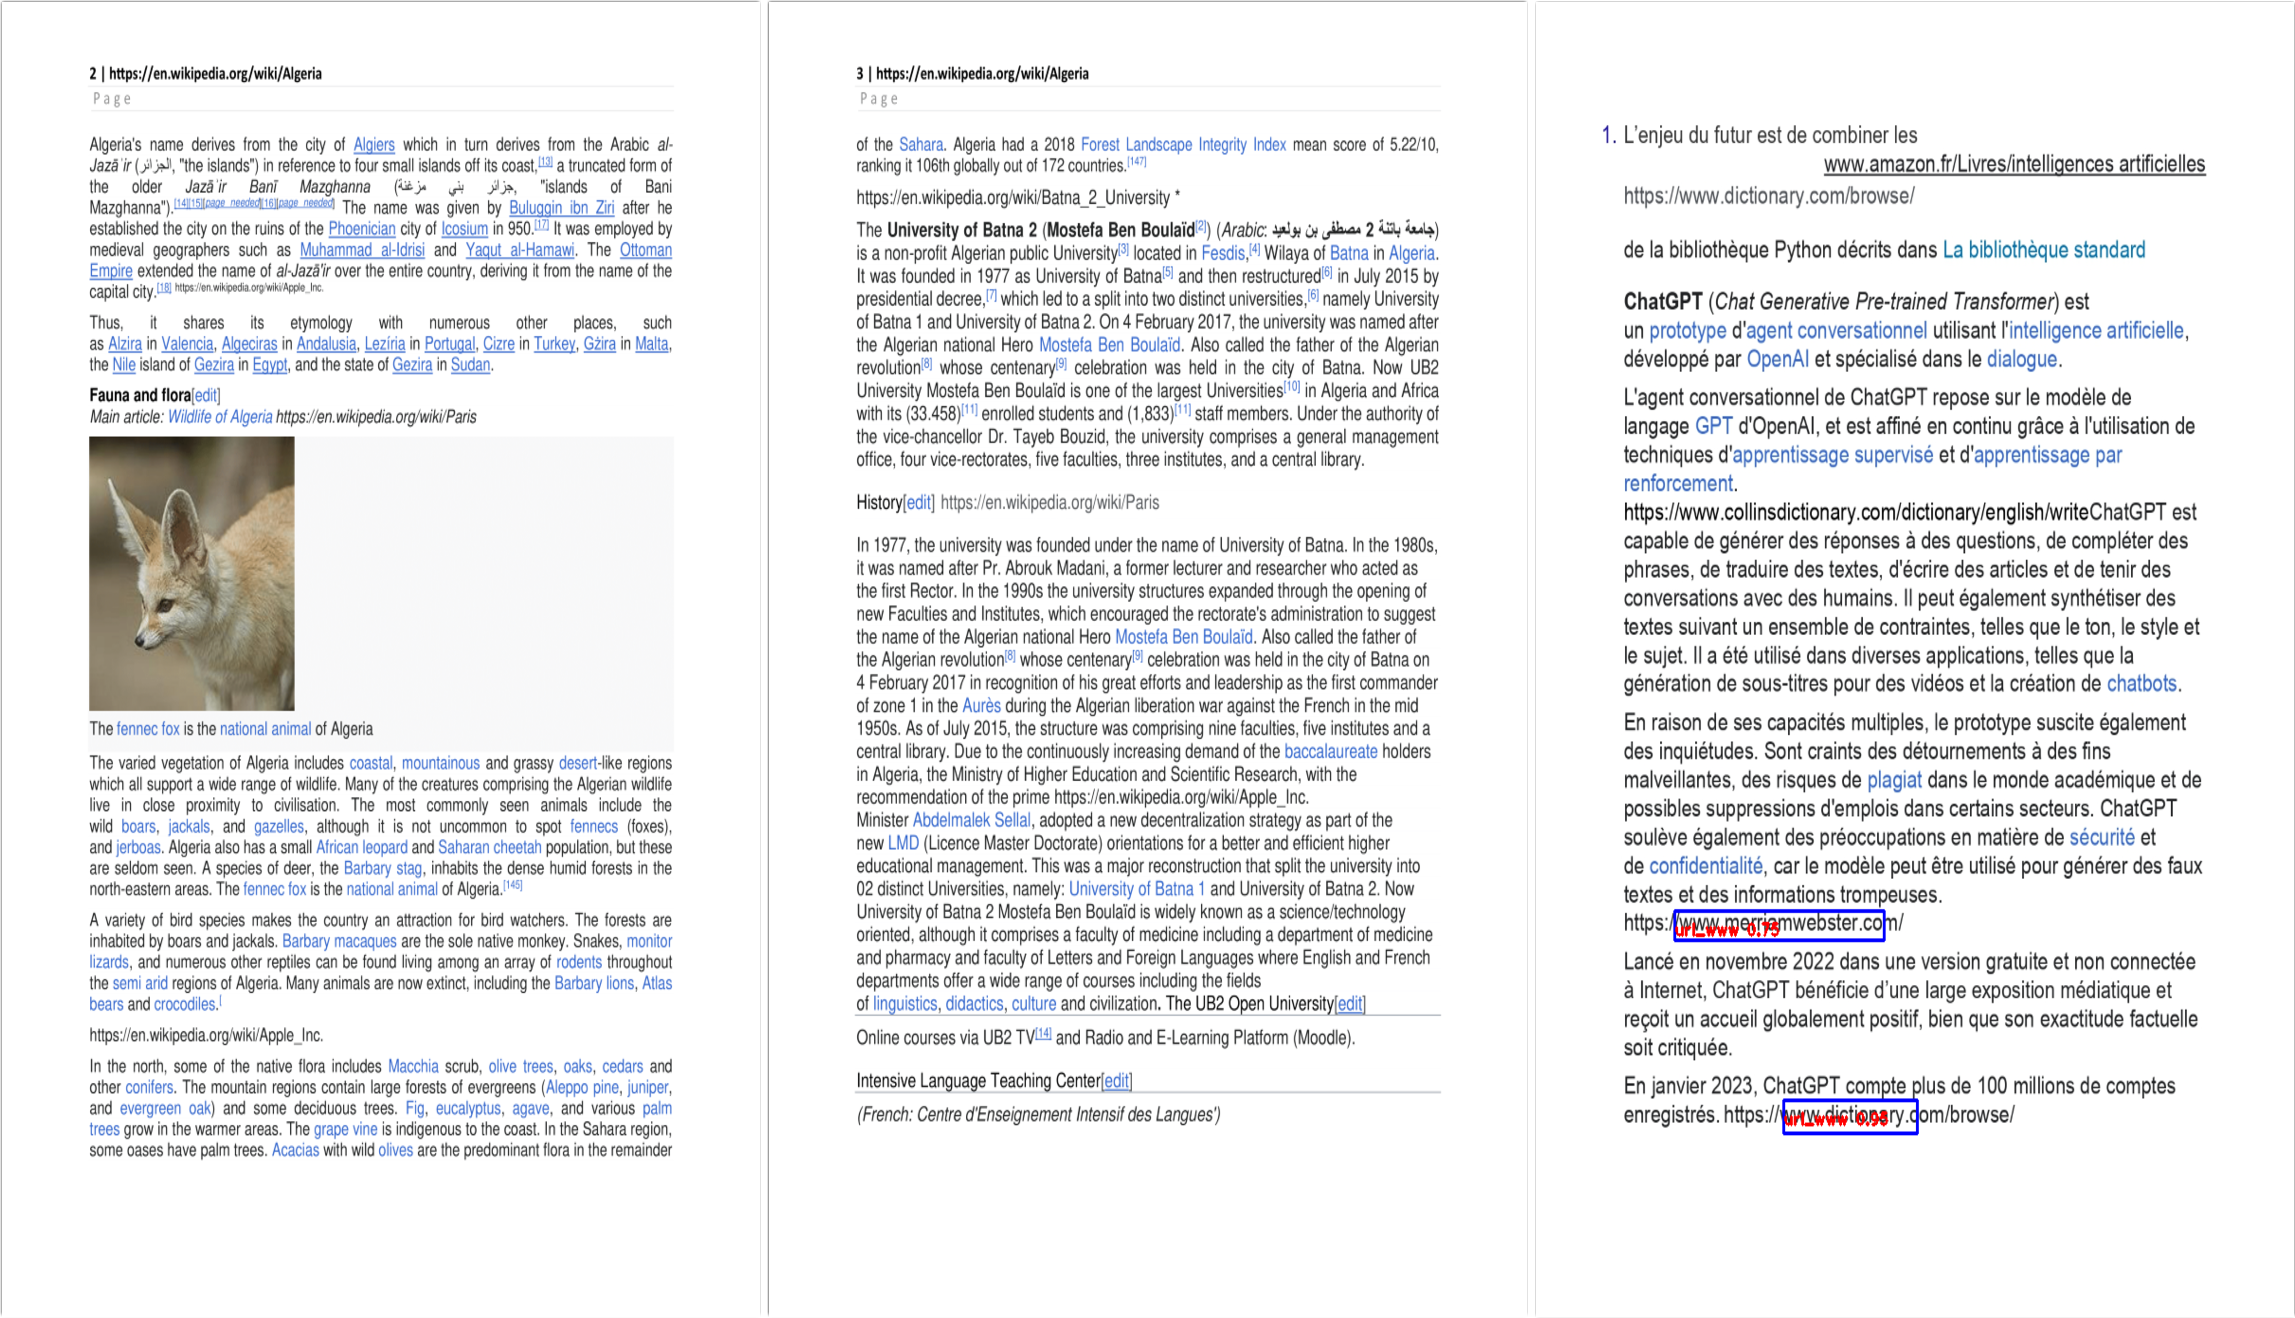 2 | https://en.wikipedia.org/wiki/Algeria
Page
Algeria's name derives from the city of Algiers which in turn derives from the Arabic al-
Jazāʾir (الجزائر, "the islands") in reference to four small islands off its coast,[13] a truncated form of
the older Jazāʾir Banī Mazghanna (جزائر بني مزغنة, "islands of Bani
Mazghanna").[14][15][page needed][16][page needed] The name was given by Buluggin ibn Ziri after he
established the city on the ruins of the Phoenician city of Icosium in 950.[17] It was employed by
medieval geographers such as Muhammad al-Idrisi and Yaqut al-Hamawi. The Ottoman
Empire extended the name of al-Jazā'ir over the entire country, deriving it from the name of the
capital city.[18] https://en.wikipedia.org/wiki/Apple_Inc.
Thus, it shares its etymology with numerous other places, such
as Alzira in Valencia, Algeciras in Andalusia, Lezíria in Portugal, Cizre in Turkey, Gżira in Malta,
the Nile island of Gezira in Egypt, and the state of Gezira in Sudan.
Fauna and flora[edit]
Main article: Wildlife of Algeria https://en.wikipedia.org/wiki/Paris
The fennec fox is the national animal of Algeria
The varied vegetation of Algeria includes coastal, mountainous and grassy desert-like regions
which all support a wide range of wildlife. Many of the creatures comprising the Algerian wildlife
live in close proximity to civilisation. The most commonly seen animals include the
wild boars, jackals, and gazelles, although it is not uncommon to spot fennecs (foxes),
and jerboas. Algeria also has a small African leopard and Saharan cheetah population, but these
are seldom seen. A species of deer, the Barbary stag, inhabits the dense humid forests in the
north-eastern areas. The fennec fox is the national animal of Algeria.[145]
A variety of bird species makes the country an attraction for bird watchers. The forests are
inhabited by boars and jackals. Barbary macaques are the sole native monkey. Snakes, monitor
lizards, and numerous other reptiles can be found living among an array of rodents throughout
the semi arid regions of Algeria. Many animals are now extinct, including the Barbary lions, Atlas
bears and crocodiles.[
https://en.wikipedia.org/wiki/Apple_Inc.
In the north, some of the native flora includes Macchia scrub, olive trees, oaks, cedars and
other conifers. The mountain regions contain large forests of evergreens (Aleppo pine, juniper,
and evergreen oak) and some deciduous trees. Fig, eucalyptus, agave, and various palm
trees grow in the warmer areas. The grape vine is indigenous to the coast. In the Sahara region,
some oases have palm trees. Acacias with wild olives are the predominant flora in the remainder
3 | https://en.wikipedia.org/wiki/Algeria
Page
of the Sahara. Algeria had a 2018 Forest Landscape Integrity Index mean score of 5.22/10,
ranking it 106th globally out of 172 countries.[147]
https://en.wikipedia.org/wiki/Batna_2_University *
The University of Batna 2 (Mostefa Ben Boulaïd[2]) (Arabic: جامعة باتنة 2 مصطفى بن بولعيد)
is a non-profit Algerian public University[3] located in Fesdis,[4] Wilaya of Batna in Algeria.
It was founded in 1977 as University of Batna[5] and then restructured[6] in July 2015 by
presidential decree,[7] which led to a split into two distinct universities,[6] namely University
of Batna 1 and University of Batna 2. On 4 February 2017, the university was named after
the Algerian national Hero Mostefa Ben Boulaïd. Also called the father of the Algerian
revolution[8] whose centenary[9] celebration was held in the city of Batna. Now UB2
University Mostefa Ben Boulaïd is one of the largest Universities[10] in Algeria and Africa
with its (33.458)[11] enrolled students and (1,833)[11] staff members. Under the authority of
the vice-chancellor Dr. Tayeb Bouzid, the university comprises a general management
office, four vice-rectorates, five faculties, three institutes, and a central library.
History[edit] https://en.wikipedia.org/wiki/Paris
In 1977, the university was founded under the name of University of Batna. In the 1980s,
it was named after Pr. Abrouk Madani, a former lecturer and researcher who acted as
the first Rector. In the 1990s the university structures expanded through the opening of
new Faculties and Institutes, which encouraged the rectorate's administration to suggest
the name of the Algerian national Hero Mostefa Ben Boulaïd. Also called the father of
the Algerian revolution[8] whose centenary[9] celebration was held in the city of Batna on
4 February 2017 in recognition of his great efforts and leadership as the first commander
of zone 1 in the Aurès during the Algerian liberation war against the French in the mid
1950s. As of July 2015, the structure was comprising nine faculties, five institutes and a
central library. Due to the continuously increasing demand of the baccalaureate holders
in Algeria, the Ministry of Higher Education and Scientific Research, with the
recommendation of the prime https://en.wikipedia.org/wiki/Apple_Inc.
Minister Abdelmalek Sellal, adopted a new decentralization strategy as part of the
new LMD (Licence Master Doctorate) orientations for a better and efficient higher
educational management. This was a major reconstruction that split the university into
02 distinct Universities, namely: University of Batna 1 and University of Batna 2. Now
University of Batna 2 Mostefa Ben Boulaïd is widely known as a science/technology
oriented, although it comprises a faculty of medicine including a department of medicine
and pharmacy and faculty of Letters and Foreign Languages where English and French
departments offer a wide range of courses including the fields
of linguistics, didactics, culture and civilization. The UB2 Open University[edit]
Online courses via UB2 TV[14] and Radio and E-Learning Platform (Moodle).
Intensive Language Teaching Center[edit]
(French: Centre d'Enseignement Intensif des Langues')
1. L'enjeu du futur est de combiner les
www.amazon.fr/Livres/intelligences artificielles
https://www.dictionary.com/browse/
de la bibliothèque Python décrits dans La bibliothèque standard
ChatGPT (Chat Generative Pre-trained Transformer) est
un prototype d'agent conversationnel utilisant l'intelligence artificielle,
développé par OpenAI et spécialisé dans le dialogue.
L'agent conversationnel de ChatGPT repose sur le modèle de
langage GPT d'OpenAI, et est affiné en continu grâce à l'utilisation de
techniques d'apprentissage supervisé et d'apprentissage par
renforcement.
https://www.collinsdictionary.com/dictionary/english/writeChatGPT est
capable de générer des réponses à des questions, de compléter des
phrases, de traduire des textes, d'écrire des articles et de tenir des
conversations avec des humains. Il peut également synthétiser des
textes suivant un ensemble de contraintes, telles que le ton, le style et
le sujet. Il a été utilisé dans diverses applications, telles que la
génération de sous-titres pour des vidéos et la création de chatbots.
En raison de ses capacités multiples, le prototype suscite également
des inquiétudes. Sont craints des détournements à des fins
malveillantes, des risques de plagiat dans le monde académique et de
possibles suppressions d'emplois dans certains secteurs. ChatGPT
soulève également des préoccupations en matière de sécurité et
de confidentialité, car le modèle peut être utilisé pour générer des faux
textes et des informations trompeuses.
https://www.merriamwebster.com/
url_www 0.75
Lancé en novembre 2022 dans une version gratuite et non connectée
à Internet, ChatGPT bénéficie d'une large exposition médiatique et
reçoit un accueil globalement positif, bien que son exactitude factuelle
soit critiquée.
En janvier 2023, ChatGPT compte plus de 100 millions de comptes
enregistrés. https://www.dictionary.com/browse/
url_www 0.98